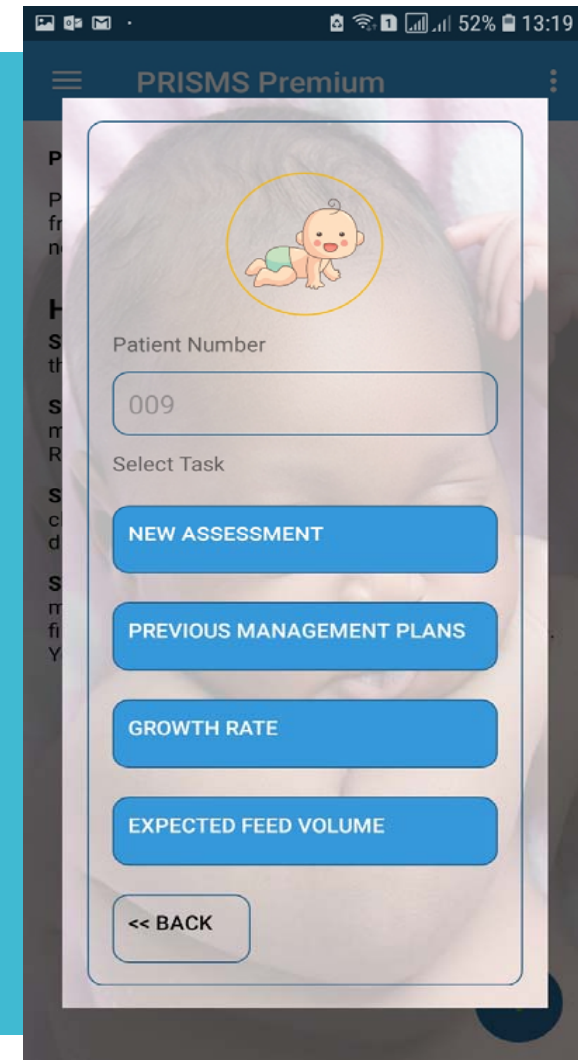 52% 13:19
PRISMS Premium
Patient Number
009
Select Task
NEW ASSESSMENT
PREVIOUS MANAGEMENT PLANS
GROWTH RATE
EXPECTED FEED VOLUME
<< BACK